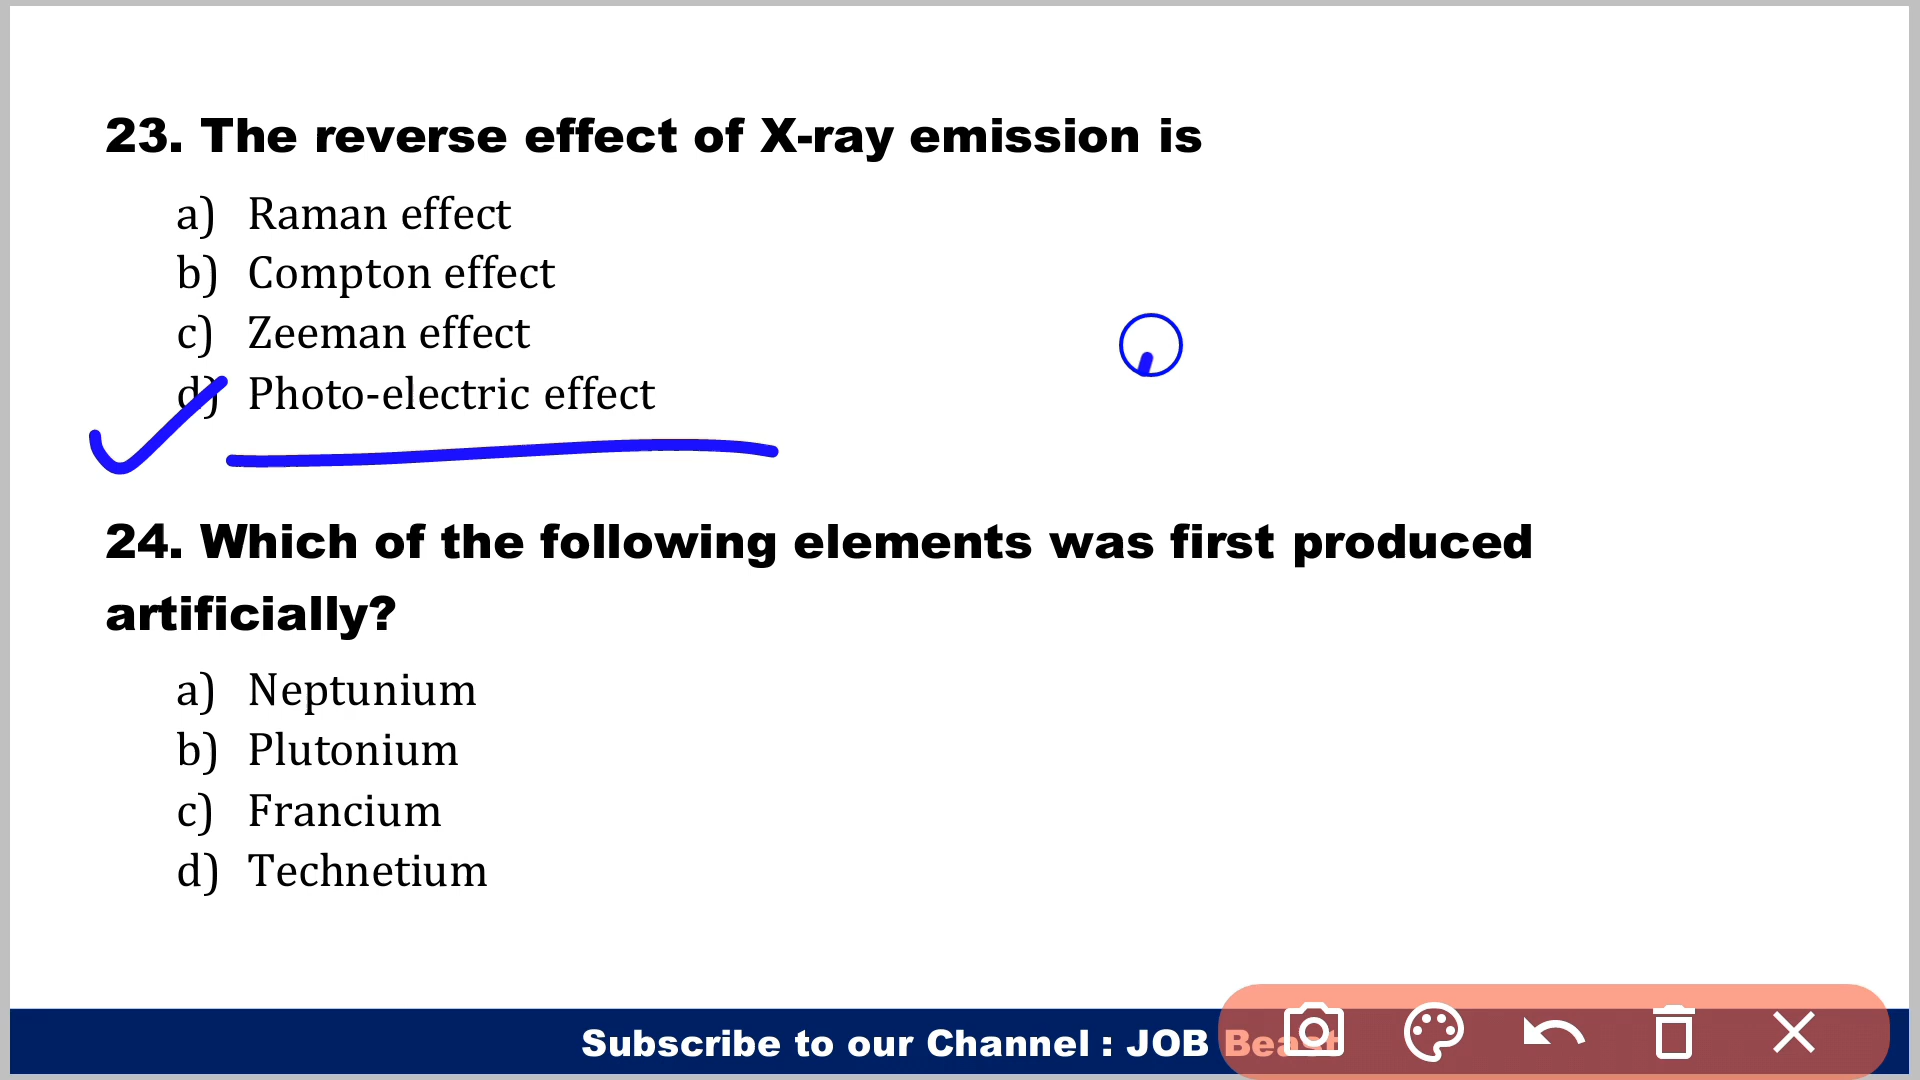 23. The reverse effect of X-ray emission is
a) Raman effect
b) Compton effect
c) Zeeman effect
d) Photo-electric effect
24. Which of the following elements was first produced
artificially?
a) Neptunium
b) Plutonium
c) Francium
d) Technetium
Subscribe to our Channel : JOB Beast